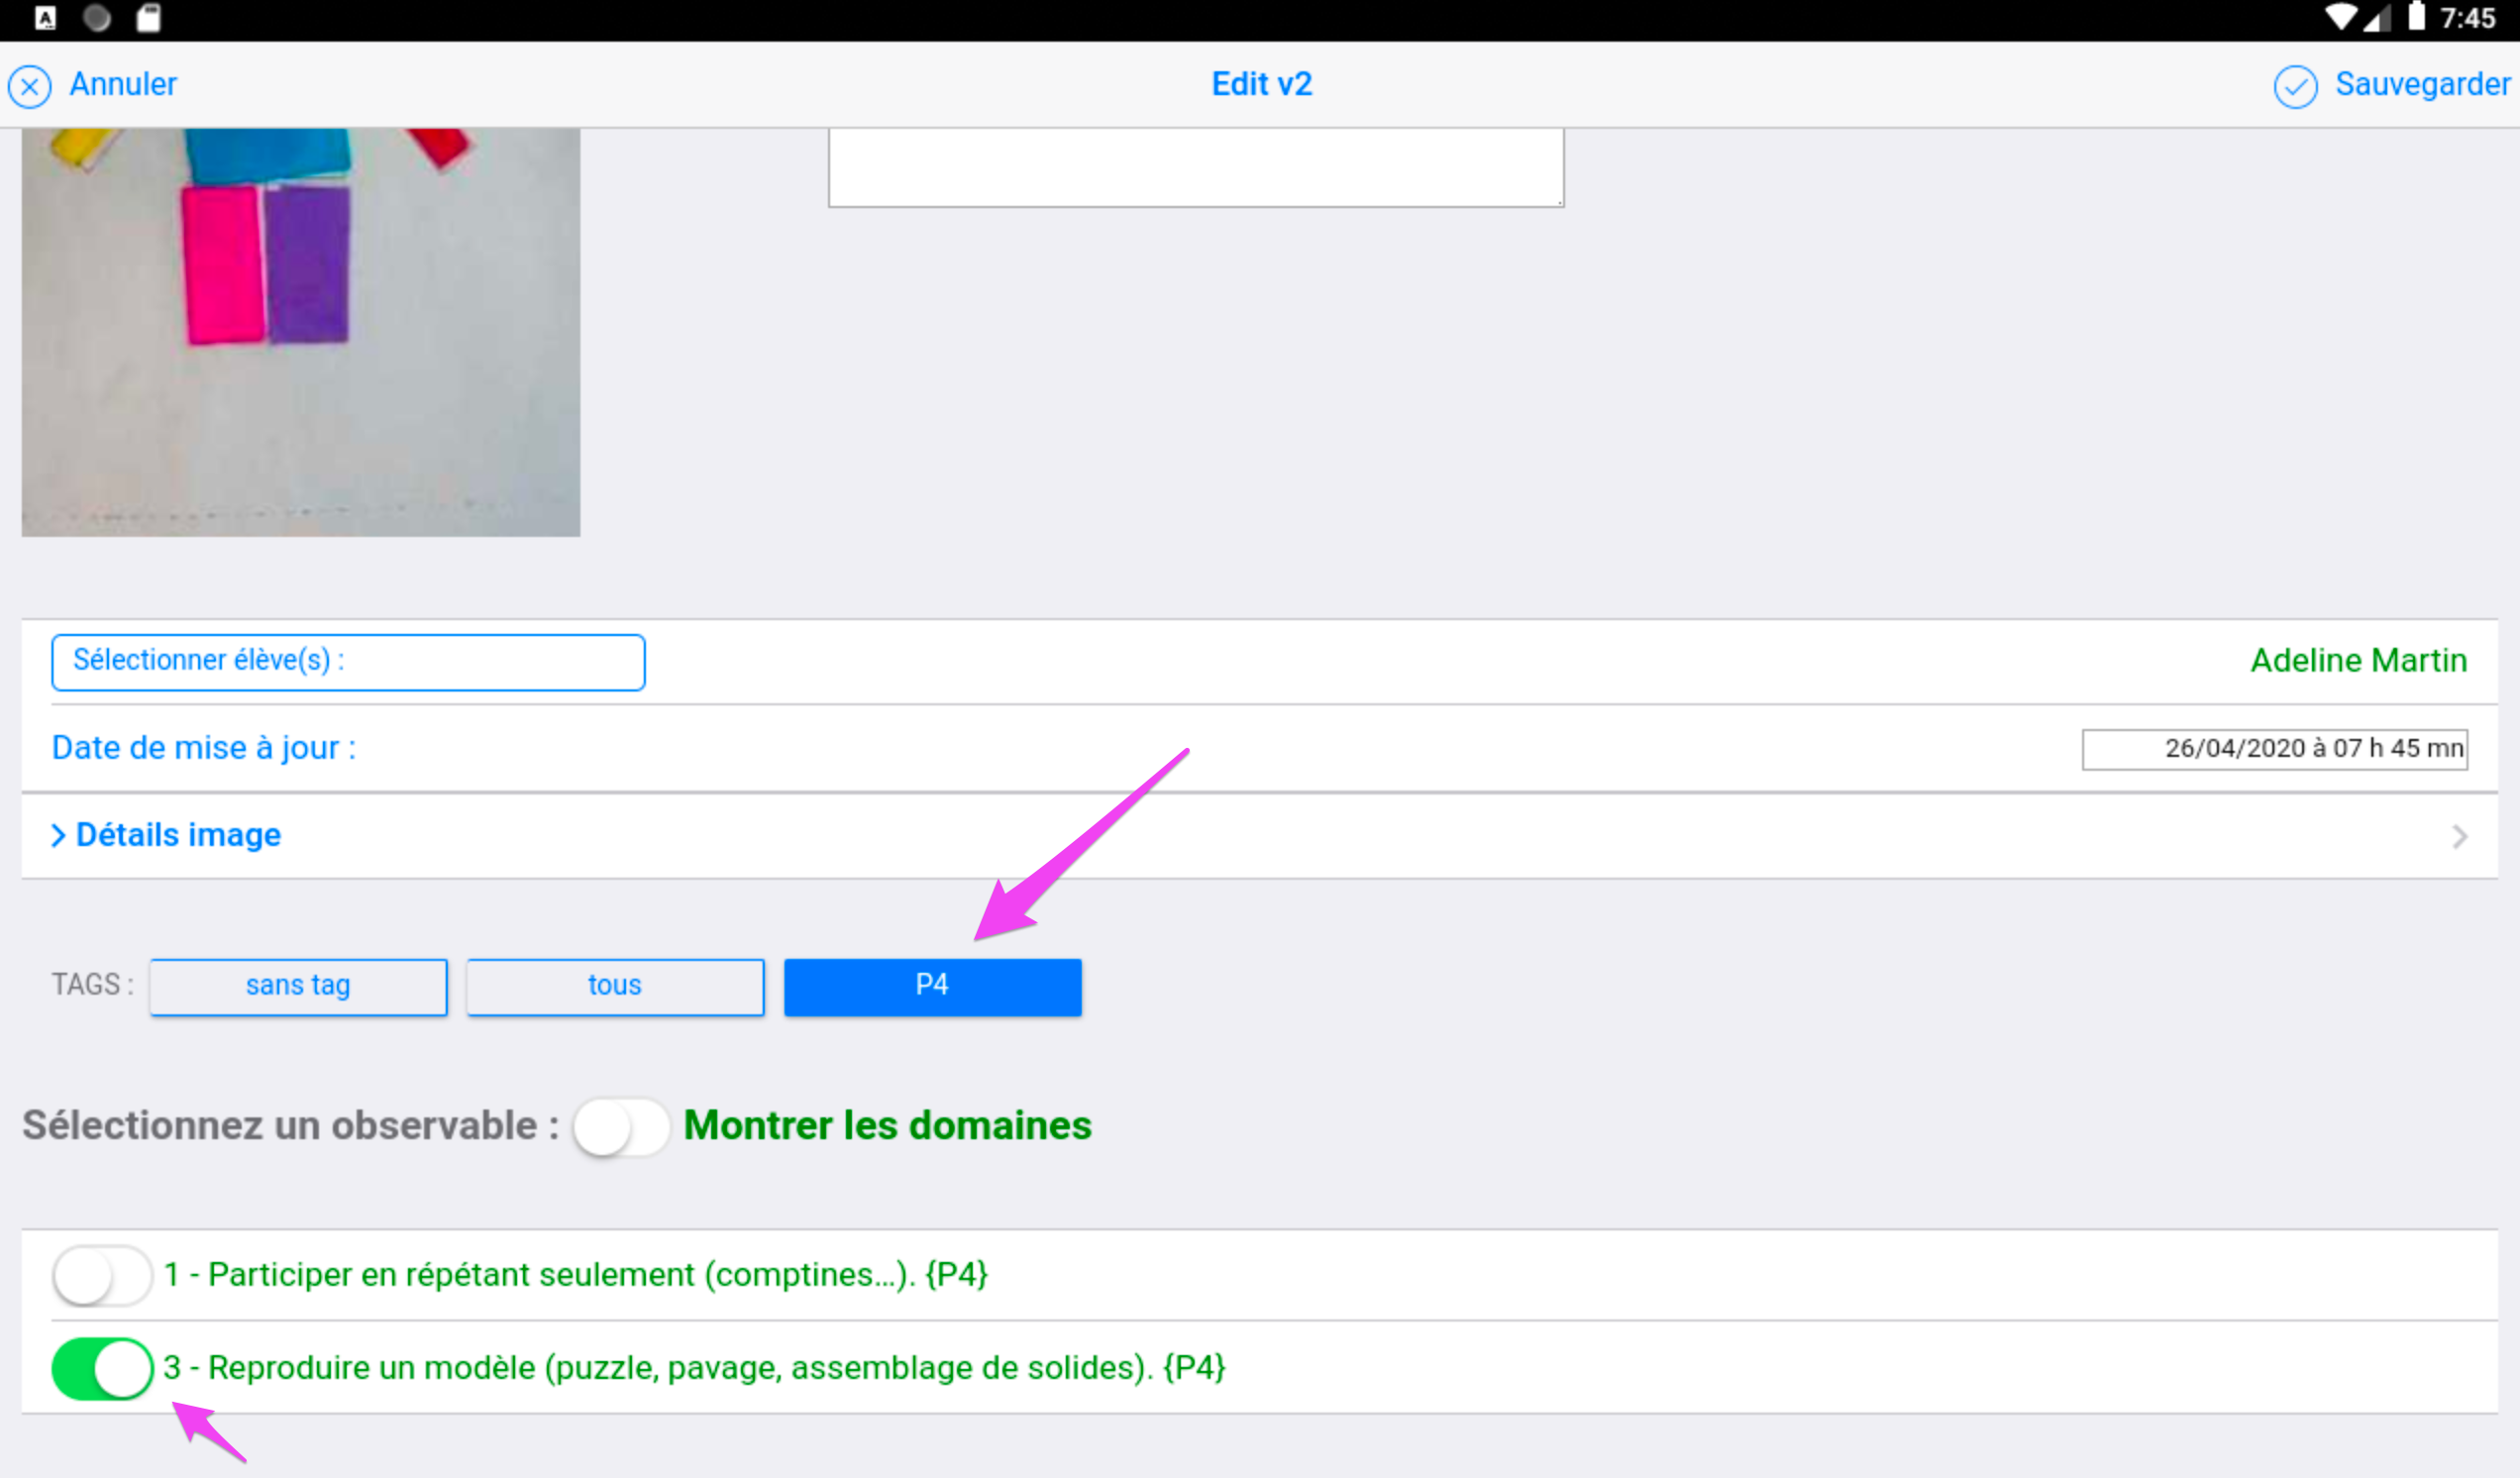 7:45
Annuler
Edit v2
Sauvegarder
Sélectionner élève(s) :
Adeline Martin
Date de mise à jour :
26/04/2020 à 07 h 45 mn
Détails image
TAGS :
sans tag
tous
P4
Sélectionnez un observable :
Montrer les domaines
1 - Participer en répétant seulement (comptines...). {P4}
3 - Reproduire un modèle (puzzle, pavage, assemblage de solides). {P4}